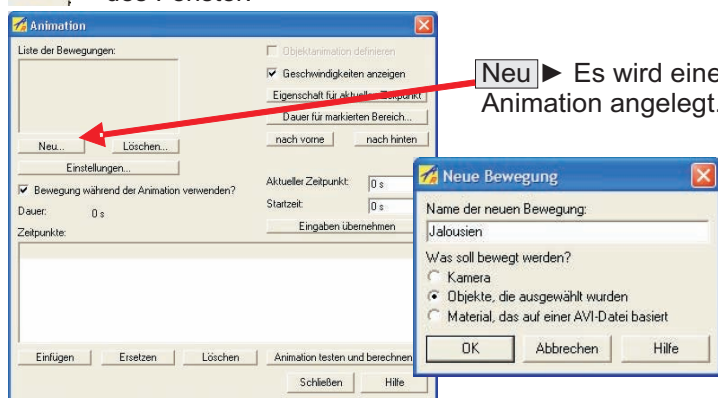 des Fensters
Animation
Liste der Bewegungen:
Objektanimation definieren
Geschwindigkeiten anzeigen
Eigenschaft für aktuellen Zeitpunkt
Dauer für markierten Bereich...
nach vorne
nach hinten
Neu...
Löschen...
Einstellungen...
Bewegung während der Animation verwenden?
Aktueller Zeitpunkt:
0 s
Dauer:
0 s
Startzeit:
0 s
Zeitpunkte:
Eingaben übernehmen
Einfügen
Ersetzen
Löschen
Animation testen und berechnen
Schließen
Hilfe
Neu ► Es wird eine
Animation angelegt.
Neue Bewegung
Name der neuen Bewegung:
Jalousien
Was soll bewegt werden?
Kamera
Objekte, die ausgewählt wurden
Material, das auf einer AVI-Datei basiert
OK
Abbrechen
Hilfe